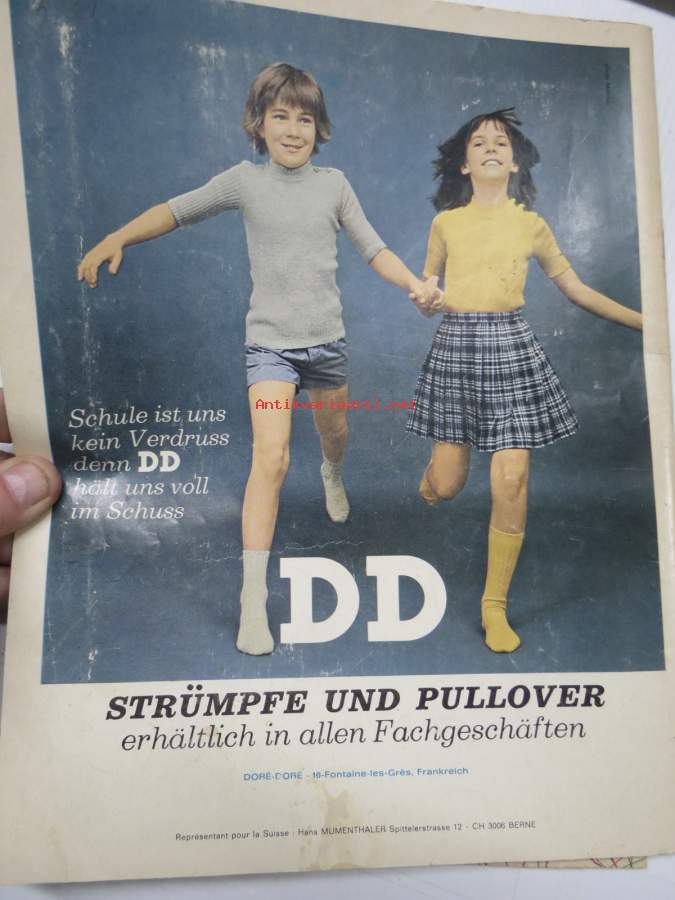 Schule ist uns
kein Verdruss
denn DD
hält uns voll
im Schuss
Antikvariaatti.net
DD
STRÜMPFE UND PULLOVER
erhältlich in allen Fachgeschäften
DORÉ-DORÉ - 10-Fontaine-les-Grès, Frankreich
Représentant pour la Suisse : Hans MUMENTHALER Spittelerstrasse 12 - CH 3006 BERNE